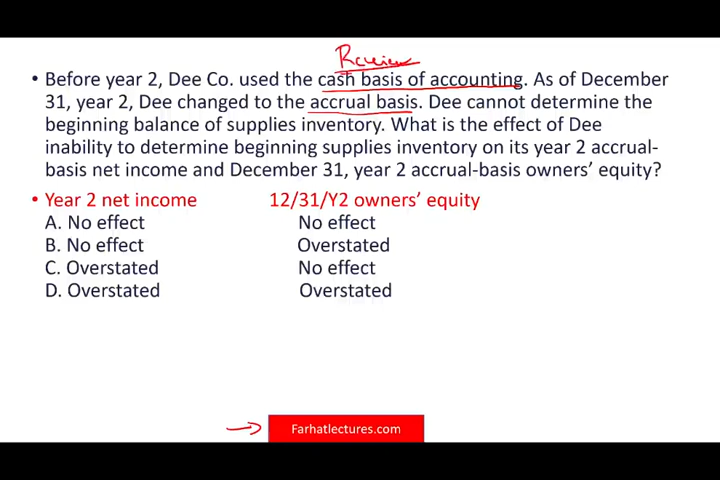 Review
• Before year 2, Dee Co. used the cash basis of accounting. As of December
31, year 2, Dee changed to the accrual basis. Dee cannot determine the
beginning balance of supplies inventory. What is the effect of Dee
inability to determine beginning supplies inventory on its year 2 accrual-
basis net income and December 31, year 2 accrual-basis owners’ equity?
• Year 2 net income 12/31/Y2 owners’ equity
A. No effect No effect
B. No effect Overstated
C. Overstated No effect
D. Overstated Overstated
Farhatlectures.com